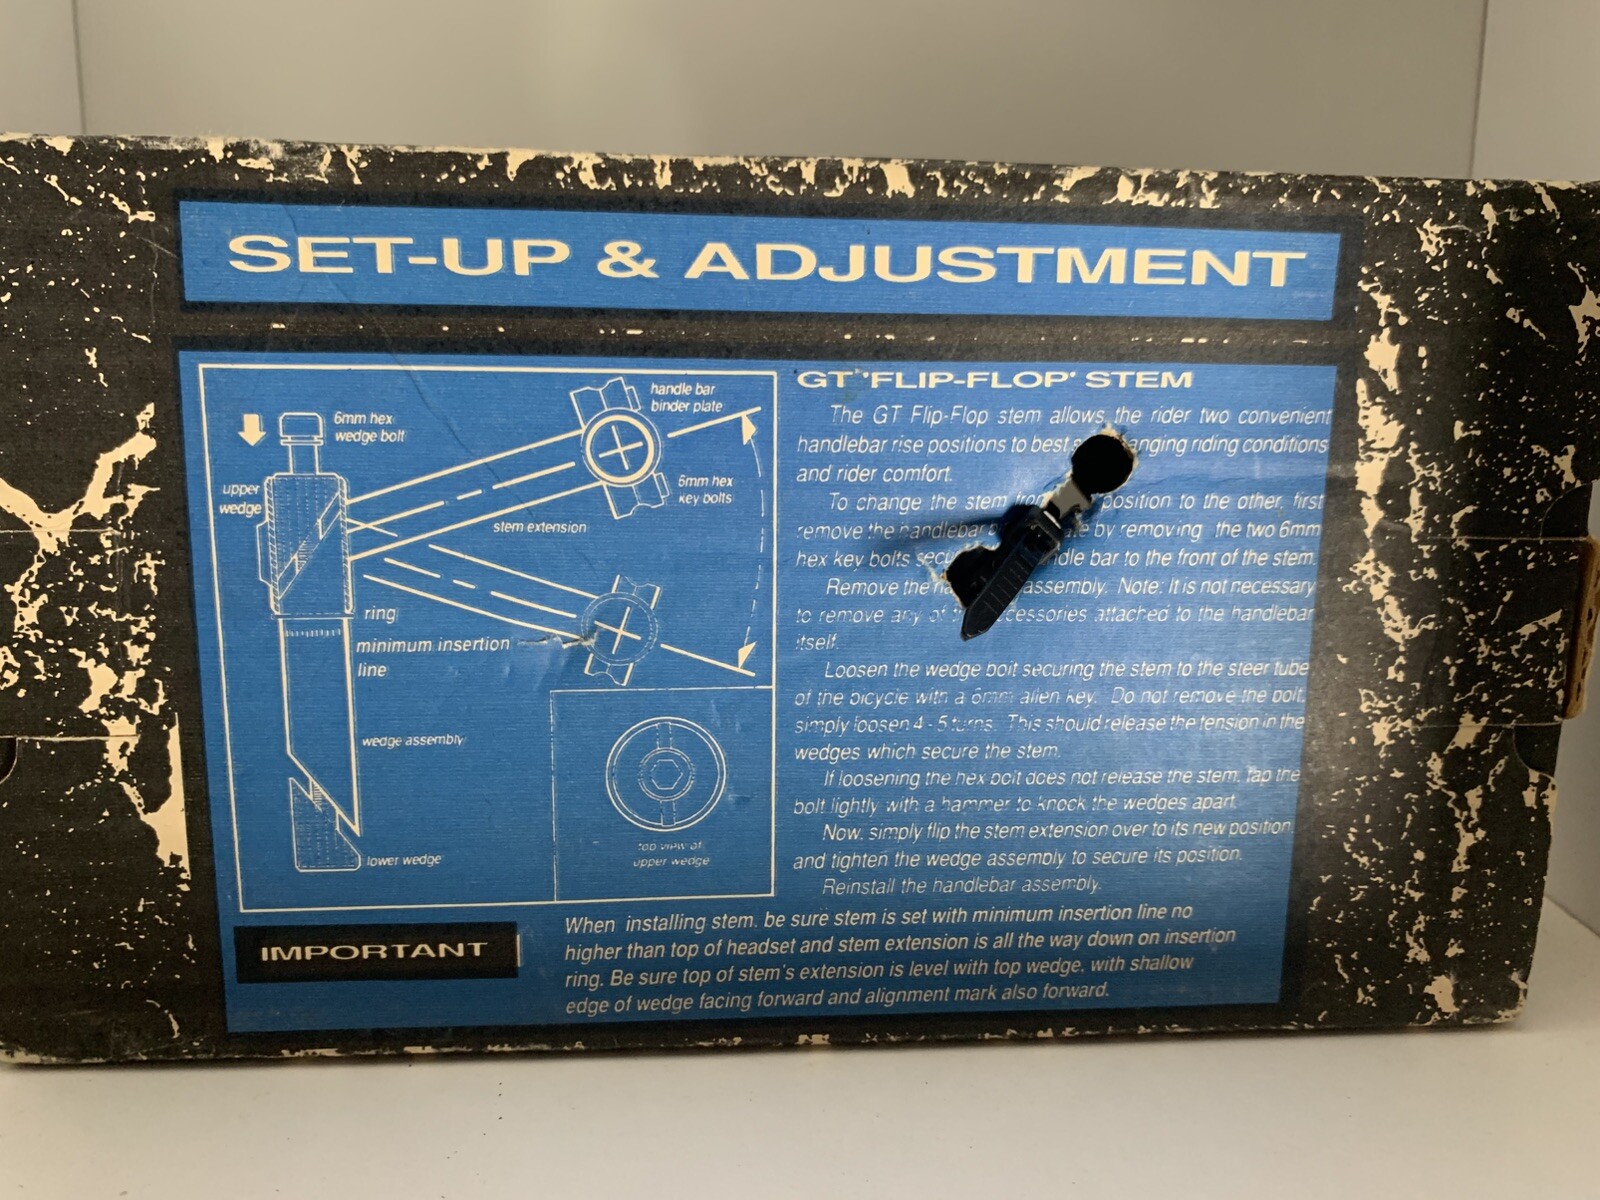 SET-UP & ADJUSTMENT
handle bar
binder plate
6mm hex
wedge bolt
upper
wedge
6mm hex
key bolts
stem extension
ring
minimum insertion
line
wedge assembly
top view of
upper wedge
lower wedge
GT 'FLIP-FLOP' STEM
The GT Flip-Flop stem allows the rider two convenient
handlebar rise positions to best riding conditions
and rider comfort.
To change the stem position to the other, first
remove the handlebar by removing the two 6mm
hex key bolts bar to the front of the stem.
Remove the assembly. Note. It is not necessary
to remove any of attached to the handlebar
itself.
Loosen the wedge bolt securing the stem to the steer tube
of the bicycle with a 6mm allen key. Do not remove the bolt,
simply loosen 4 - 5 turns. This should release the tension in the
wedges which secure the stem.
If loosening the hex bolt does not release the stem, tap the
bolt lightly with a hammer to knock the wedges apart.
Now, simply flip the stem extension over to its new position,
and tighten the wedge assembly to secure its position.
Reinstall the handlebar assembly.
IMPORTANT
When installing stem, be sure stem is set with minimum insertion line no
higher than top of headset and stem extension is all the way down on insertion
ring. Be sure top of stem's extension is level with top wedge, with shallow
edge of wedge facing forward and alignment mark also forward.